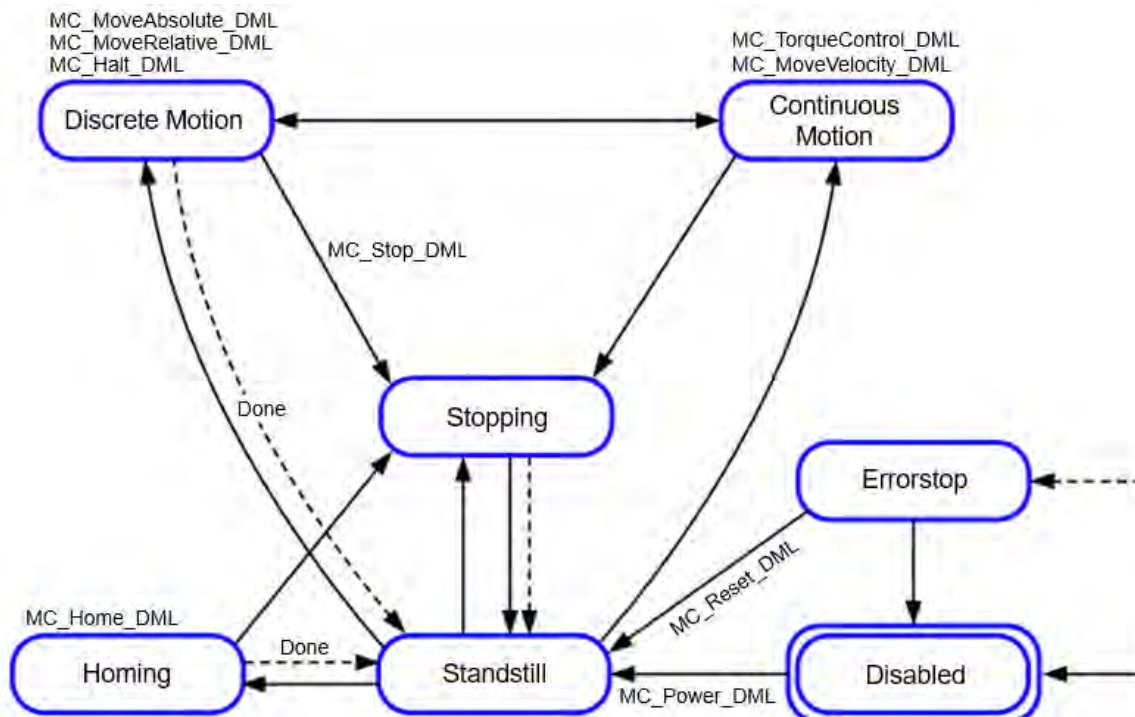 MC_MoveAbsolute_DML
MC_MoveRelative_DML
MC_Halt_DML
Discrete Motion
MC_TorqueControl_DML
MC_MoveVelocity_DML
Continuous
Motion
MC_Stop_DML
Done
Stopping
Errorstop
MC_Reset_DML
MC_Home_DML
Homing
Done
Standstill
MC_Power_DML
Disabled